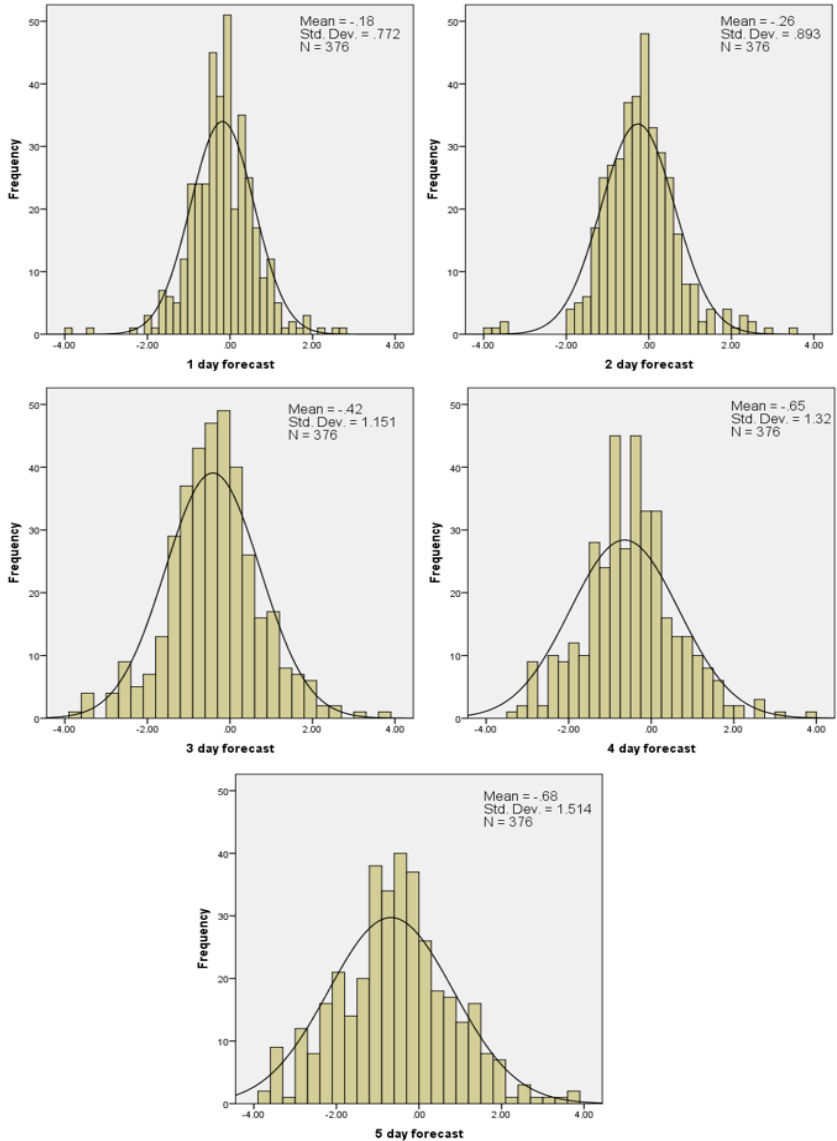 Mean = -.18
Std. Dev. = .772
N = 376
50
40
30
20
10
0
Frequency
-4.00
-2.00
.00
2.00
4.00
1 day forecast
Mean = -.26
Std. Dev. = .893
N = 376
50
40
30
20
10
0
Frequency
-4.00
-2.00
.00
2.00
4.00
2 day forecast
Mean = -.42
Std. Dev. = 1.151
N = 376
50
40
30
20
10
0
Frequency
-4.00
-2.00
.00
2.00
4.00
3 day forecast
Mean = -.65
Std. Dev. = 1.32
N = 376
50
40
30
20
10
0
Frequency
-4.00
-2.00
.00
2.00
4.00
4 day forecast
Mean = -.68
Std. Dev. = 1.514
N = 376
50
40
30
20
10
0
Frequency
-4.00
-2.00
.00
2.00
4.00
5 day forecast